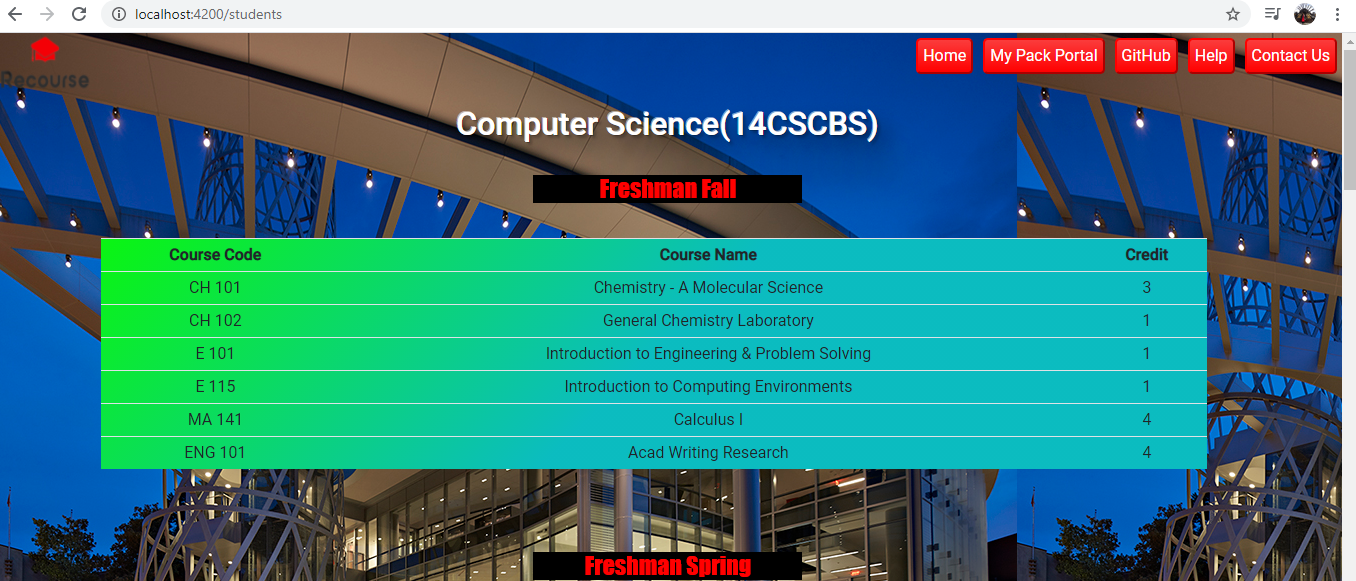 localhost:4200/students
Recourse
Home My Pack Portal GitHub Help Contact Us
Computer Science(14CSCBS)
Freshman Fall
Course Code Course Name Credit
CH 101 Chemistry - A Molecular Science 3
CH 102 General Chemistry Laboratory 1
E 101 Introduction to Engineering & Problem Solving 1
E 115 Introduction to Computing Environments 1
MA 141 Calculus I 4
ENG 101 Acad Writing Research 4
Freshman Spring